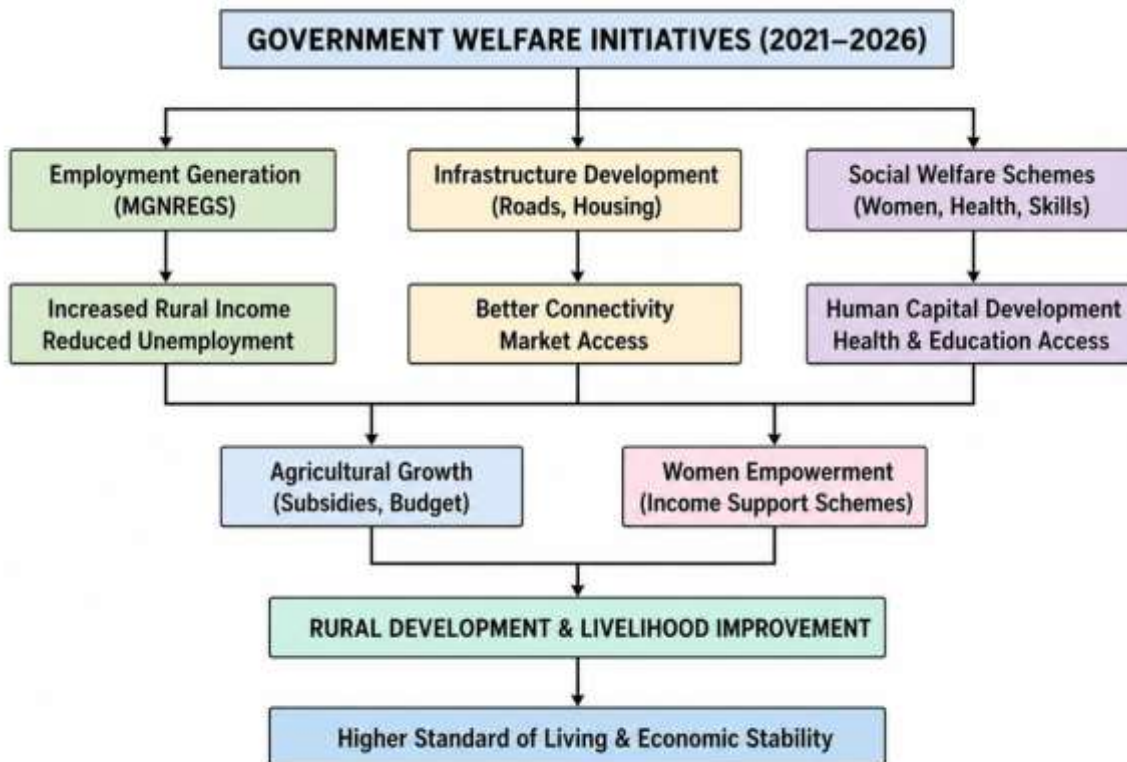 GOVERNMENT WELFARE INITIATIVES (2021–2026)
Employment Generation
(MGNREGS)
Infrastructure Development
(Roads, Housing)
Social Welfare Schemes
(Women, Health, Skills)
Increased Rural Income
Reduced Unemployment
Better Connectivity
Market Access
Human Capital Development
Health & Education Access
Agricultural Growth
(Subsidies, Budget)
Women Empowerment
(Income Support Schemes)
RURAL DEVELOPMENT & LIVELIHOOD IMPROVEMENT
Higher Standard of Living & Economic Stability